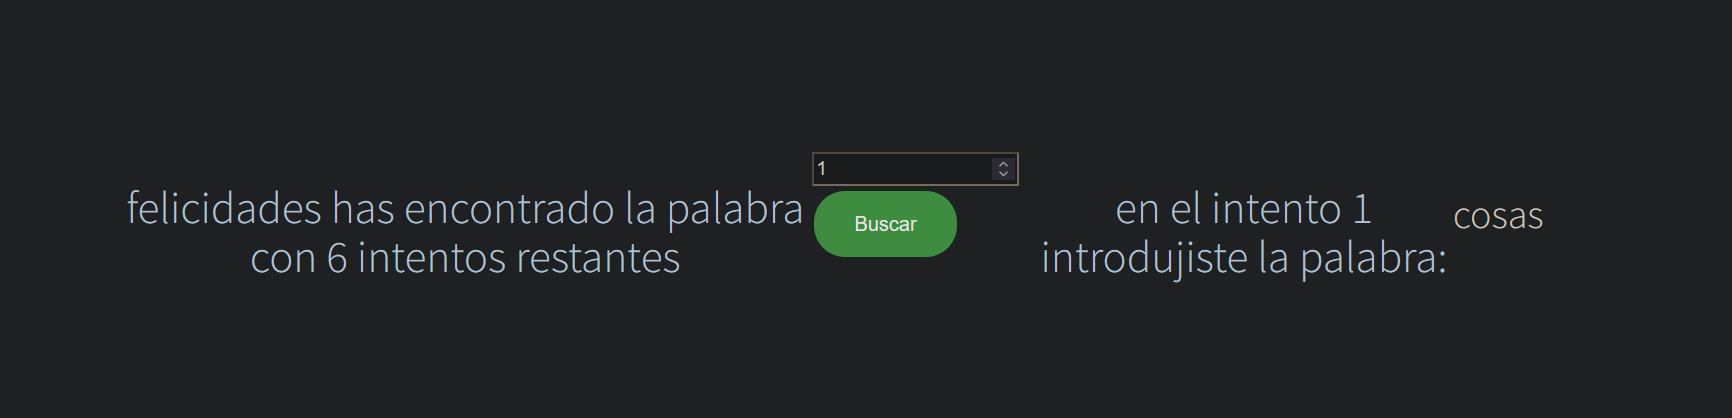 felicidades has encontrado la palabra
con 6 intentos restantes
1
Buscar
en el intento 1
introdujiste la palabra:
cosas